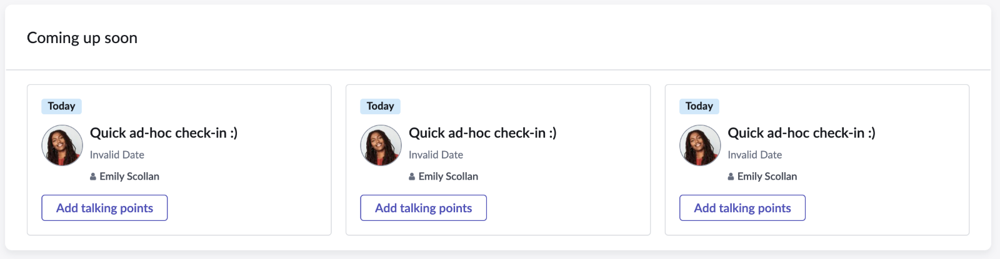 Coming up soon
Today
Quick ad-hoc check-in :)
Invalid Date
Emily Scollan
Add talking points
Today
Quick ad-hoc check-in :)
Invalid Date
Emily Scollan
Add talking points
Today
Quick ad-hoc check-in :)
Invalid Date
Emily Scollan
Add talking points